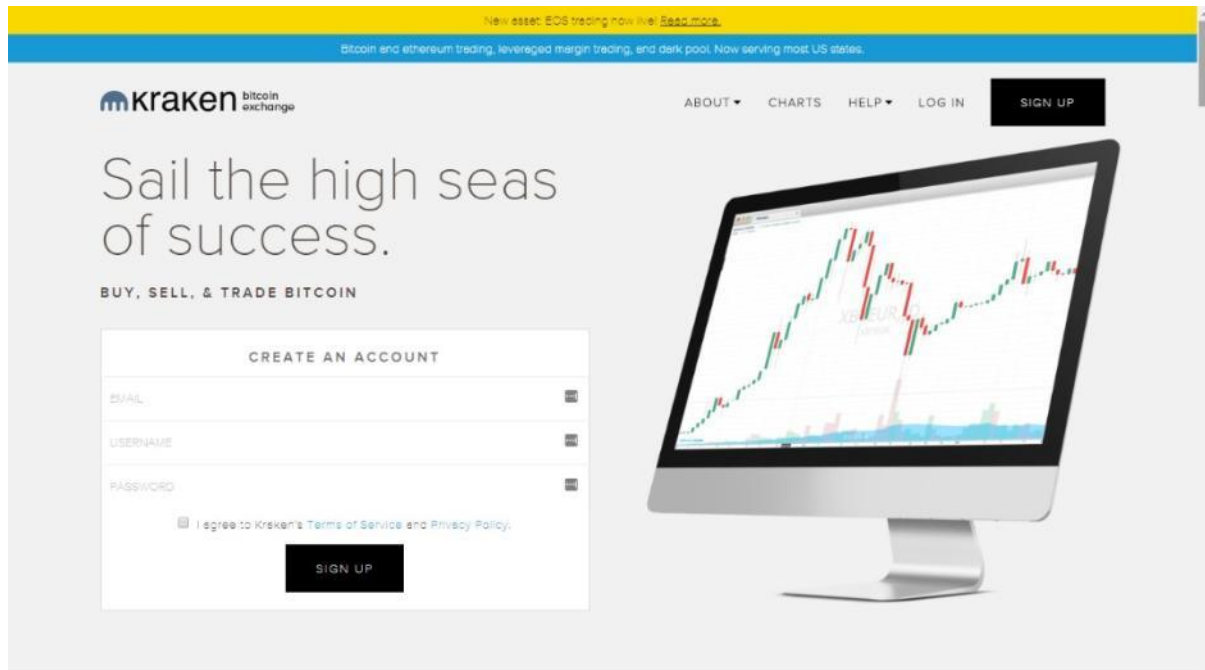 New asset: EOS trading now live! Read more.
Bitcoin and ethereum trading, leveraged margin trading, and dark pool. Now serving most US states.
kraken bitcoin exchange
ABOUT CHARTS HELP LOG IN SIGN UP
Sail the high seas
of success.
BUY, SELL, & TRADE BITCOIN
CREATE AN ACCOUNT
EMAIL
USERNAME
PASSWORD
I agree to Kraken's Terms of Service and Privacy Policy.
SIGN UP